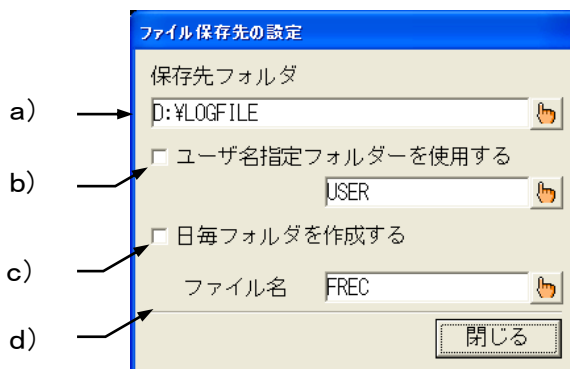 ファイル保存先の設定
保存先フォルダ
a)
D:¥LOGFILE
ユーザ名指定フォルダーを使用する
b)
USER
日毎フォルダを作成する
c)
ファイル名 FREC
d)
閉じる